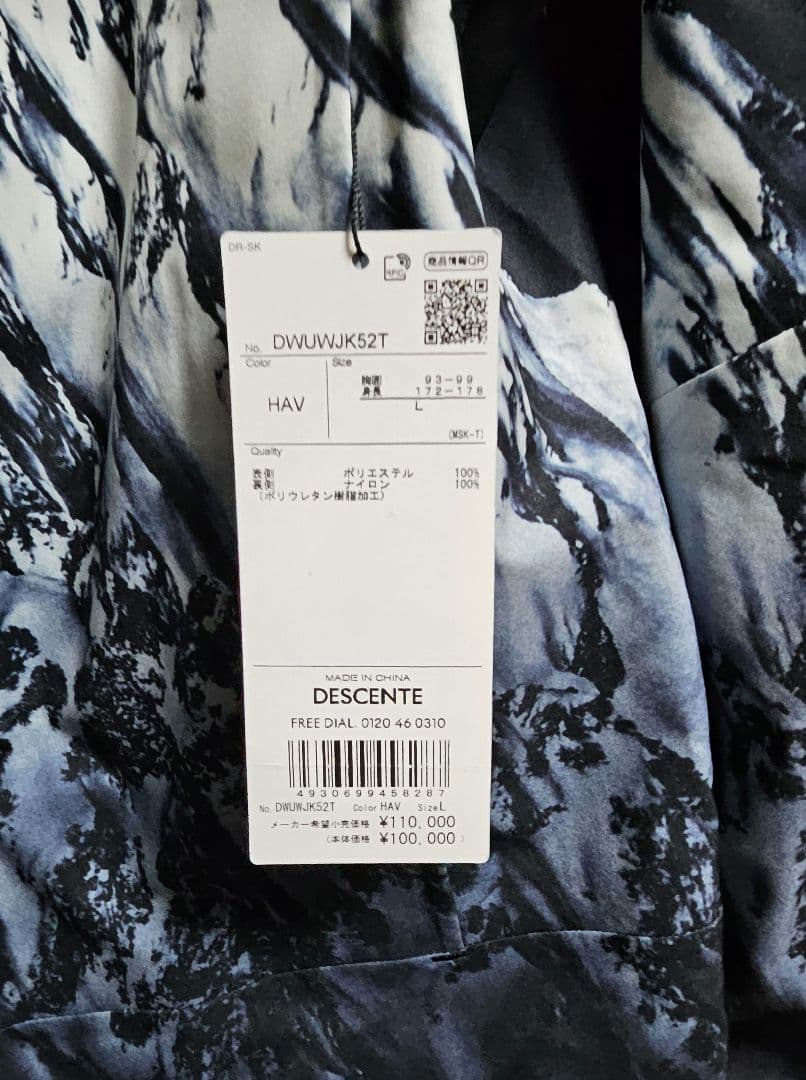 DR-SK
RFID
商品情報QR
No. DWUWJK52T
Color
Size
HAV
胸囲 93-99
身長 172-178
L
(MSK-T)
Quality
表側 ポリエステル 100%
裏側 ナイロン 100%
(ポリウレタン樹脂加工)
MADE IN CHINA
DESCENTE
FREE DIAL. 0120 46 0310
4930699458287
No. DWUWJK52T Color HAV Size L
メーカー希望小売価格 ¥110,000
(本体価格 ¥100,000)